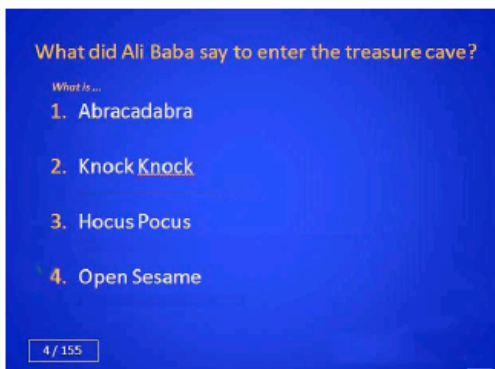 What did Ali Baba say to enter the treasure cave?
What is ...
1. Abracadabra
2. Knock Knock
3. Hocus Pocus
4. Open Sesame
4 / 155